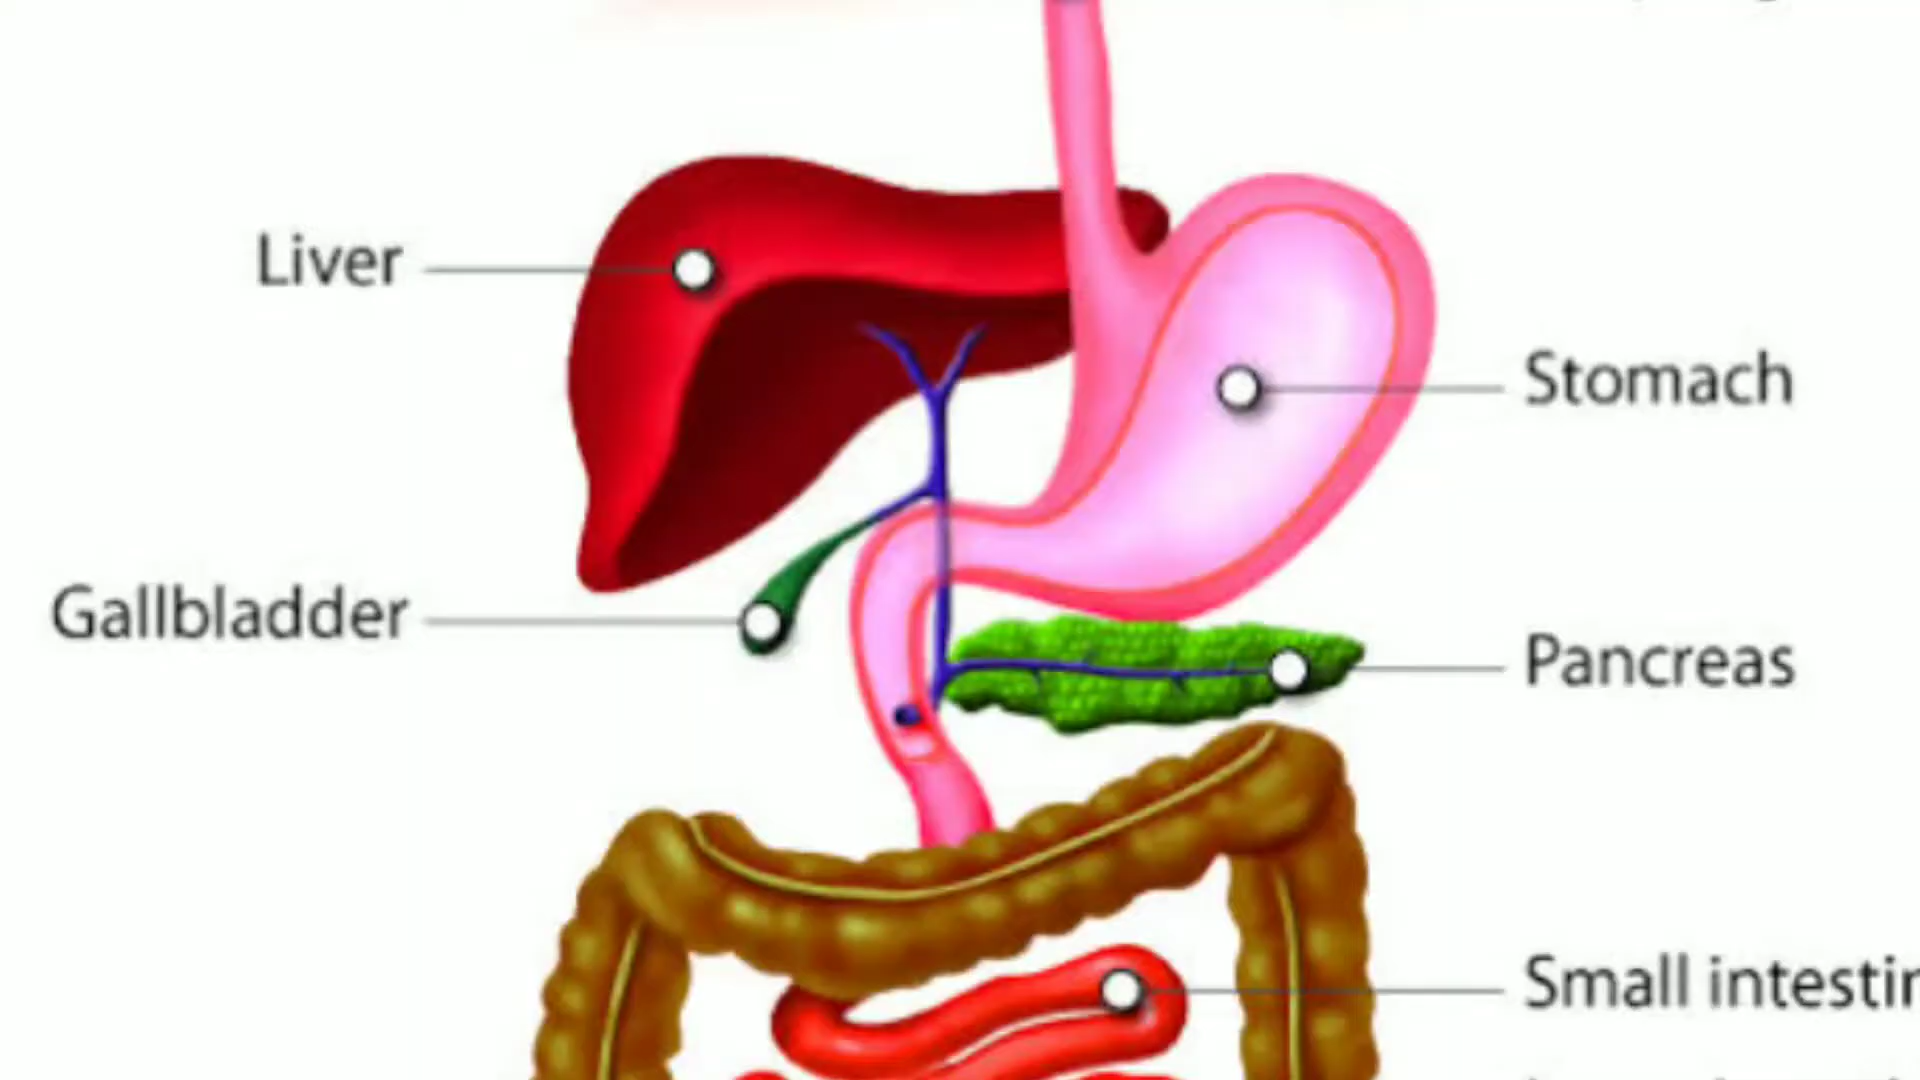 Liver
Stomach
Gallbladder
Pancreas
Small intestin